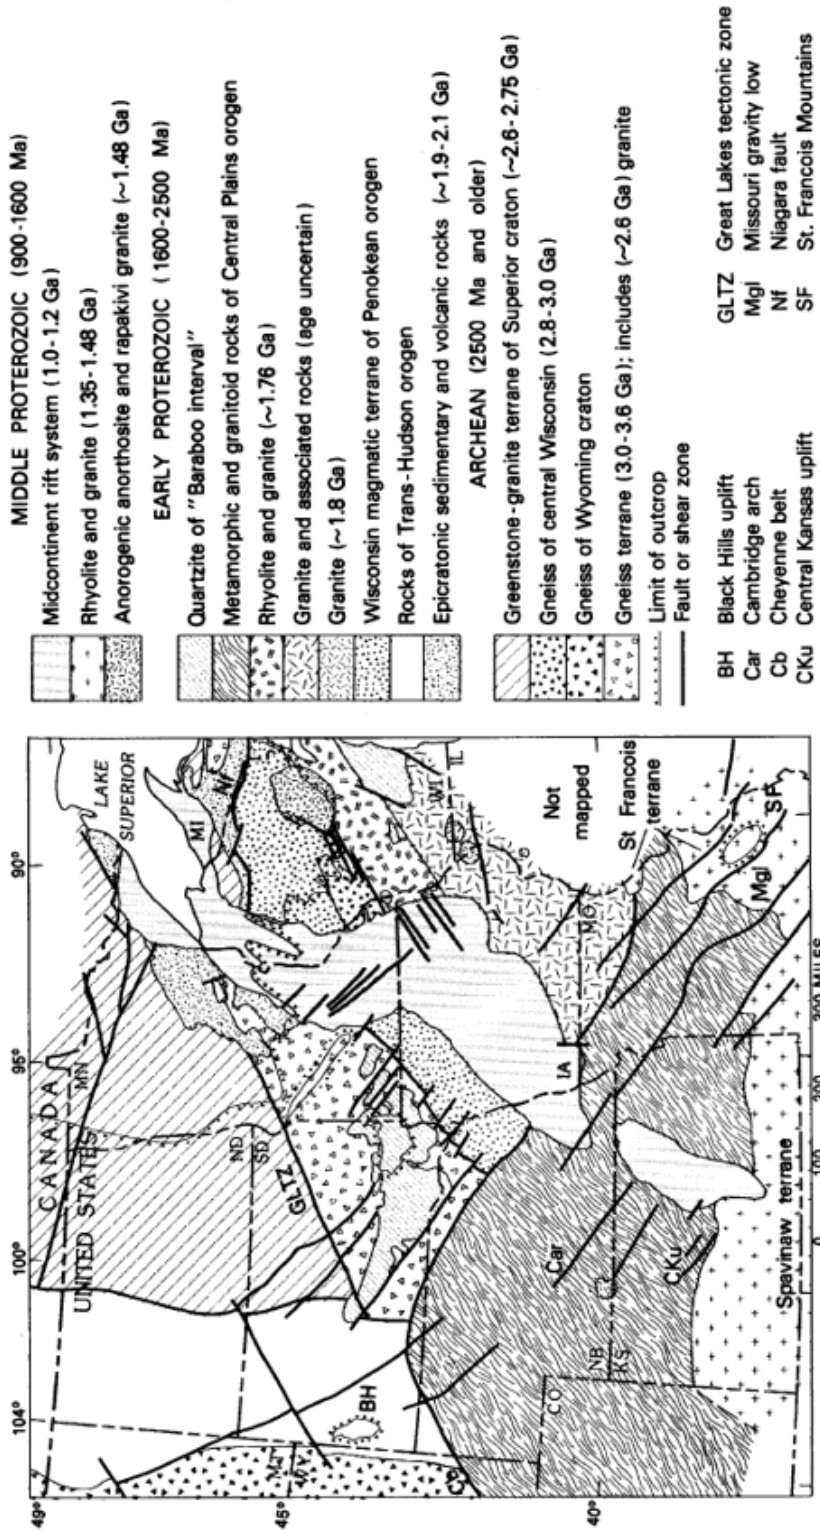 MIDDLE PROTEROZOIC (900-1600 Ma)
Midcontinent rift system (1.0-1.2 Ga)
Rhyolite and granite (1.35-1.48 Ga)
Anorogenic anorthosite and rapakivi granite (~1.48 Ga)
EARLY PROTEROZOIC (1600-2500 Ma)
Quartzite of "Baraboo interval"
Metamorphic and granitoid rocks of Central Plains orogen
Rhyolite and granite (~1.76 Ga)
Granite and associated rocks (age uncertain)
Granite (~1.8 Ga)
Wisconsin magmatic terrane of Penokean orogen
Rocks of Trans-Hudson orogen
Epicratonic sedimentary and volcanic rocks (~1.9-2.1 Ga)
ARCHEAN (2500 Ma and older)
Greenstone-granite terrane of Superior craton (~2.6-2.75 Ga)
Gneiss of central Wisconsin (2.8-3.0 Ga)
Gneiss of Wyoming craton
Gneiss terrane (3.0-3.6 Ga); includes (~2.6 Ga) granite
Limit of outcrop
Fault or shear zone
BH Black Hills uplift
Car Cambridge arch
Cb Cheyenne belt
CKu Central Kansas uplift
GLTZ Great Lakes tectonic zone
Mgl Missouri gravity low
Nf Niagara fault
SF St. Francois Mountains
104°
100°
95°
90°
49°
45°
40°
CANADA
UNITED STATES
MN
ND
SD
GLTZ
LAKE
SUPERIOR
MI
Nf
WI
IL
BH
MT
WY
Cb
Not
mapped
IA
MO
St Francois
terrane
SF
Mgl
Car
NB
KS
CO
CKu
Spavinaw terrane
0 100 200 300 MILES